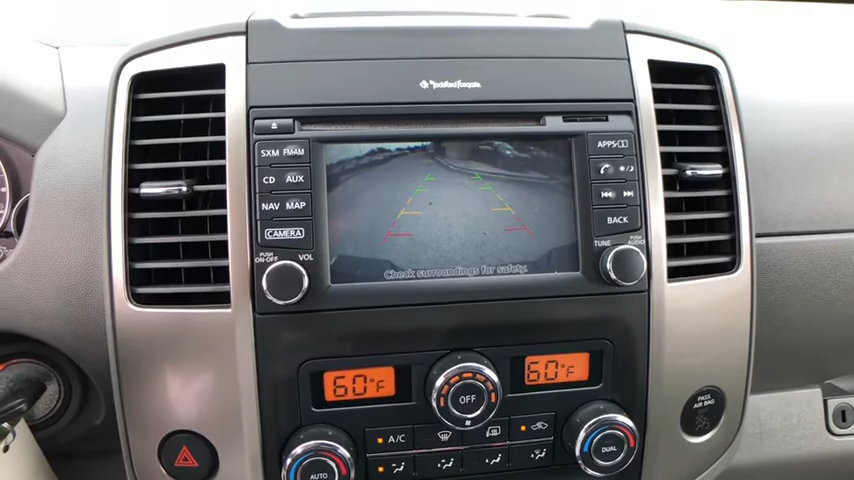 Rockford Fosgate
SXM FM·AM
CD AUX
NAV MAP
CAMERA
PUSH ON·OFF
VOL
APPS
BACK
TUNE
PUSH AUDIO
Check surroundings for safety.
60°F
60°F
OFF
A/C
AUTO
DUAL
PASS AIR BAG